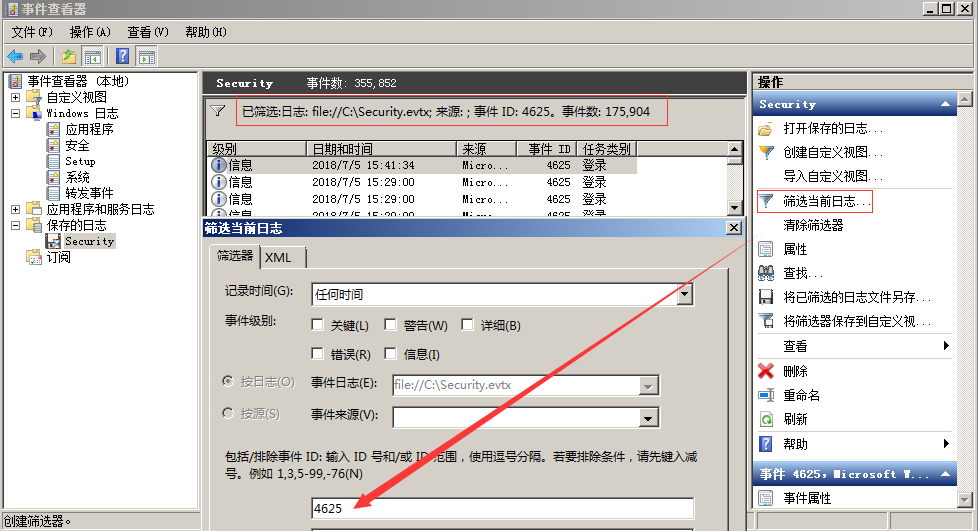 事件查看器
文件(F) 操作(A) 查看(V) 帮助(H)
事件查看器 (本地)
自定义视图
Windows 日志
应用程序
安全
Setup
系统
转发事件
应用程序和服务日志
保存的日志
Security
订阅
Security 事件数: 355,852
已筛选:日志: file://C:\Security.evtx; 来源: ; 事件 ID: 4625。事件数: 175,904
级别 日期和时间 来源 事件 ID 任务类别
信息 2018/7/5 15:41:34 Micro... 4625 登录
信息 2018/7/5 15:29:00 Micro... 4625 登录
信息 2018/7/5 15:29:00 Micro... 4625 登录
信息 2018/7/5 15:29:00 Micro... 4625 登录
筛选当前日志
筛选器 XML
记录时间(G): 任何时间
事件级别: 关键(L) 警告(W) 详细(B)
错误(R) 信息(I)
按日志(O) 事件日志(E): file://C:\Security.evtx
按源(S) 事件来源(V):
包括/排除事件 ID: 输入 ID 号和/或 ID 范围，使用逗号分隔。若要排除条件，请先键入减
号。例如 1,3,5-99,-76(N)
4625
操作
Security
打开保存的日志...
创建自定义视图...
导入自定义视图...
筛选当前日志...
清除筛选器
属性
查找...
将已筛选的日志文件另存...
将筛选器保存到自定义视...
查看
删除
重命名
刷新
帮助
事件 4625，Microsoft W...
事件属性
创建筛选器。